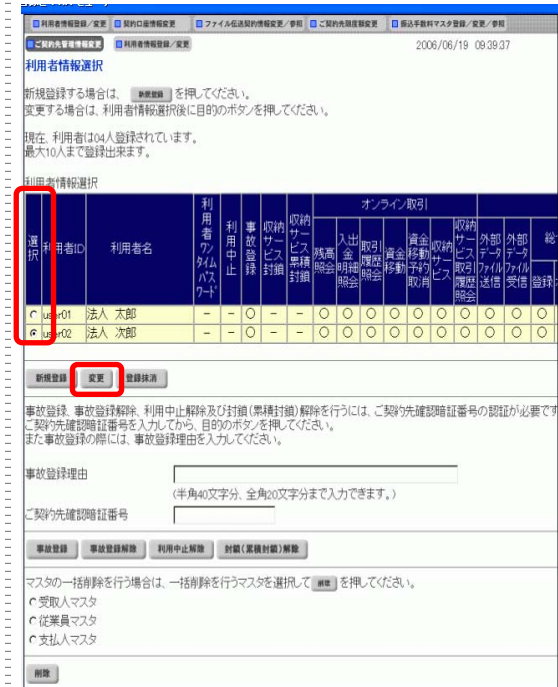 利用者情報登録／変更 契約口座情報変更 ファイル伝送契約情報変更／参照 ご契約先限度額変更 振込手数料マスタ登録／変更／参照
ご契約先管理情報変更 利用者情報登録／変更 2006/06/19 09:39:37
利用者情報選択
新規登録する場合は、 新規登録 を押してください。
変更する場合は、利用者情報選択後に目的のボタンを押してください。
現在、利用者は04人登録されています。
最大10人まで登録出来ます。
利用者情報選択
オンライン取引
選択 利用者ID 利用者名 利用者ワンタイムパスワード 利用中止 事故登録 収納サービス封鎖 収納サービス累積封鎖 残高照会 入出金明細照会 取引履歴照会 資金移動 資金移動予約取消 収納サービス 収納サービス取引履歴照会 外部データファイル送信 外部データファイル受信 総 登録
user01 法人 太郎 － － ○ － － ○ ○ ○ ○ ○ ○ ○ ○ ○ ○
user02 法人 次郎 － － ○ － － ○ ○ ○ ○ ○ ○ ○ ○ ○ ○
新規登録 変更 登録抹消
事故登録、事故登録解除、利用中止解除及び封鎖(累積封鎖)解除を行うには、ご契約先確認暗証番号の認証が必要です
ご契約先確認暗証番号を入力してから、目的のボタンを押してください。
また事故登録の際には、事故登録理由を入力してください。
事故登録理由
(半角40文字分、全角20文字分まで入力できます。)
ご契約先確認暗証番号
事故登録 事故登録解除 利用中止解除 封鎖(累積封鎖)解除
マスタの一括削除を行う場合は、一括削除を行うマスタを選択して 削除 を押してください。
受取人マスタ
従業員マスタ
支払人マスタ
削除